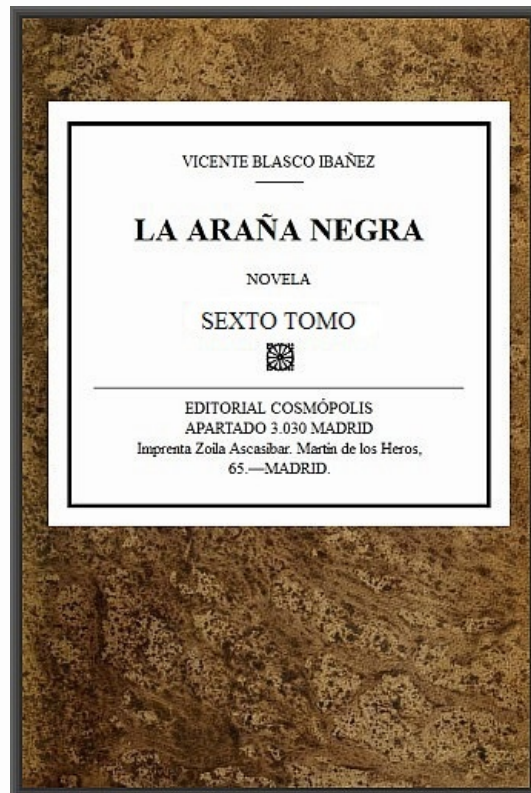 VICENTE BLASCO IBAÑEZ
LA ARAÑA NEGRA
NOVELA
SEXTO TOMO
EDITORIAL COSMÓPOLIS
APARTADO 3.030 MADRID
Imprenta Zoila Ascasíbar. Martín de los Heros,
65.—MADRID.